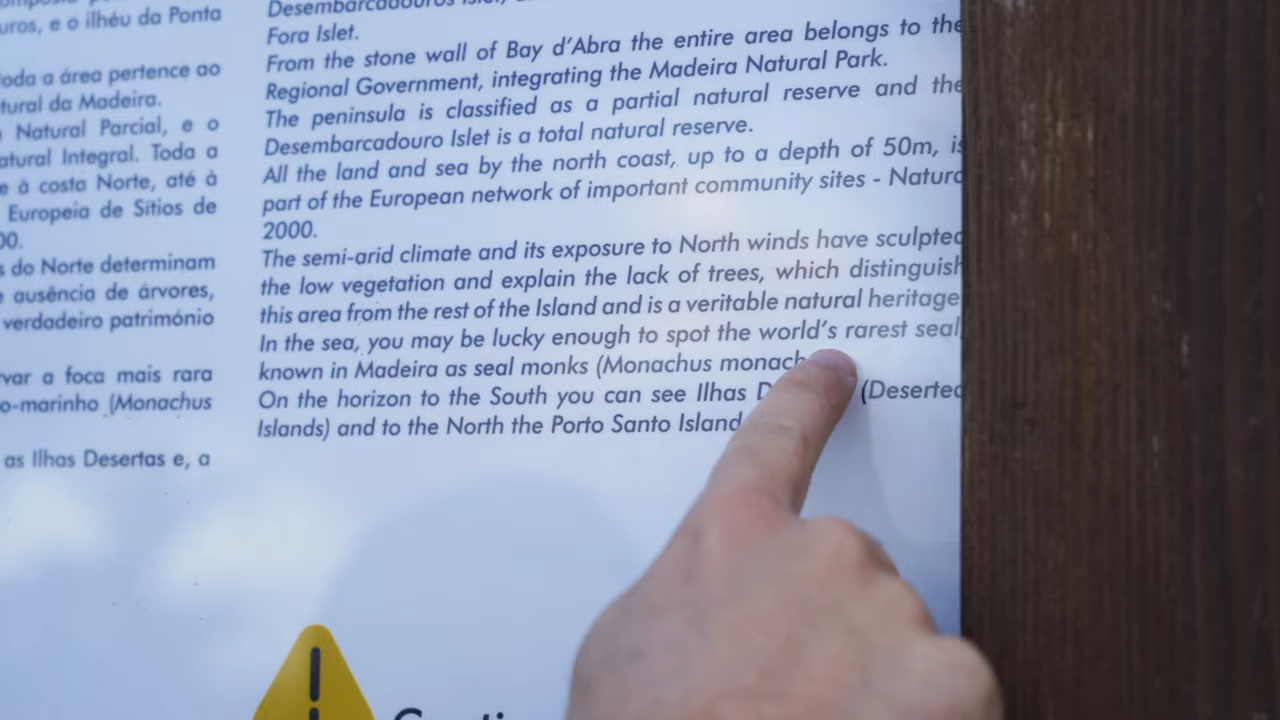 uros, e o ilhéu da Ponta
toda a área pertence ao
tural da Madeira.
Natural Parcial, e o
atural Integral. Toda a
e à costa Norte, até à
Europeia de Sítios de
00.
s do Norte determinam
ausência de árvores,
verdadeiro património
var a foca mais rara
o-marinho (Monachus
as Ilhas Desertas e, a
Desembarcadouros Islet,
Fora Islet.
From the stone wall of Bay d'Abra the entire area belongs to the
Regional Government, integrating the Madeira Natural Park.
The peninsula is classified as a partial natural reserve and the
Desembarcadouro Islet is a total natural reserve.
All the land and sea by the north coast, up to a depth of 50m, is
part of the European network of important community sites - Natura
2000.
The semi-arid climate and its exposure to North winds have sculpted
the low vegetation and explain the lack of trees, which distinguish
this area from the rest of the Island and is a veritable natural heritage
In the sea, you may be lucky enough to spot the world's rarest seal,
known in Madeira as seal monks (Monachus monach
On the horizon to the South you can see Ilhas D (Deserted
Islands) and to the North the Porto Santo Island